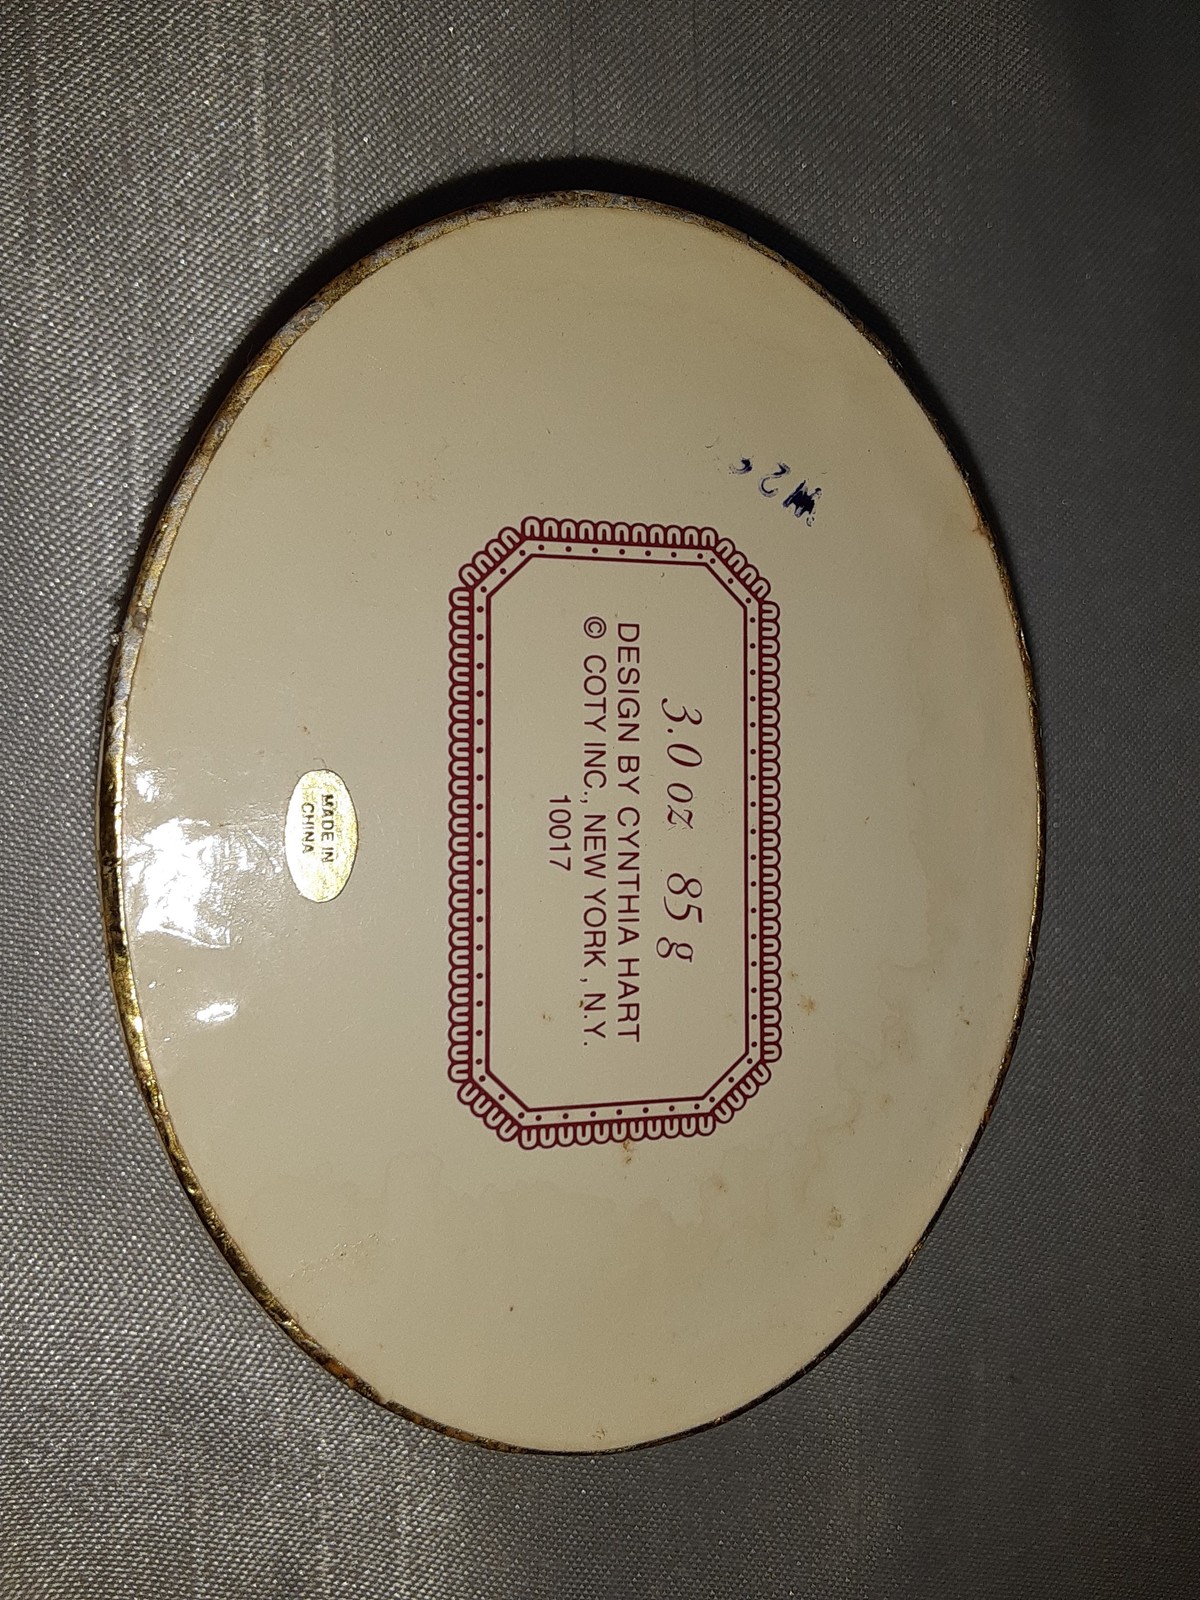 3.0 oz 85 g
DESIGN BY CYNTHIA HART
© COTY INC., NEW YORK , N.Y.
10017
MADE IN
CHINA